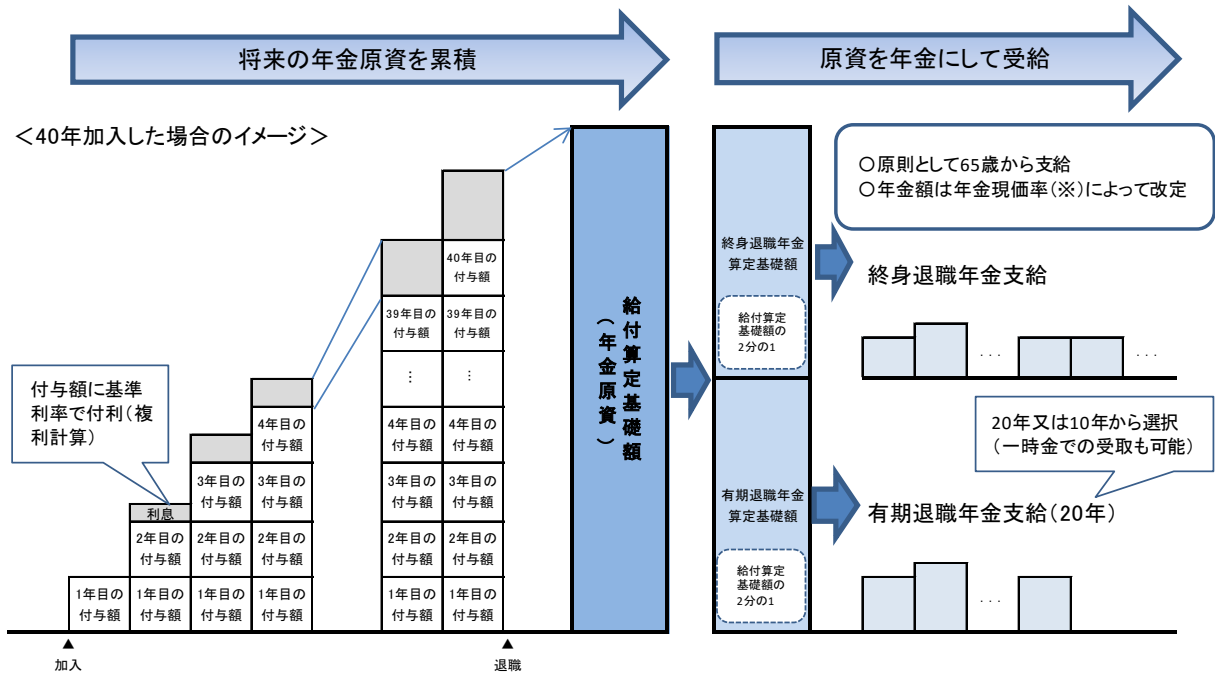 将来の年金原資を累積
原資を年金にして受給
＜40年加入した場合のイメージ＞
○原則として65歳から支給
○年金額は年金現価率(※)によって改定
付与額に基準
利率で付利(複
利計算)
利息
1年目の
付与額
2年目の
付与額
1年目の
付与額
3年目の
付与額
2年目の
付与額
1年目の
付与額
4年目の
付与額
3年目の
付与額
2年目の
付与額
1年目の
付与額
39年目の
付与額
⋮
4年目の
付与額
3年目の
付与額
2年目の
付与額
1年目の
付与額
40年目の
付与額
39年目の
付与額
⋮
4年目の
付与額
3年目の
付与額
2年目の
付与額
1年目の
付与額
▲
加入
▲
退職
給付算定基礎額
（年金原資）
終身退職年金
算定基礎額
給付算定
基礎額の
2分の1
有期退職年金
算定基礎額
給付算定
基礎額の
2分の1
終身退職年金支給
... ...
20年又は10年から選択
(一時金での受取も可能)
有期退職年金支給(20年)
...